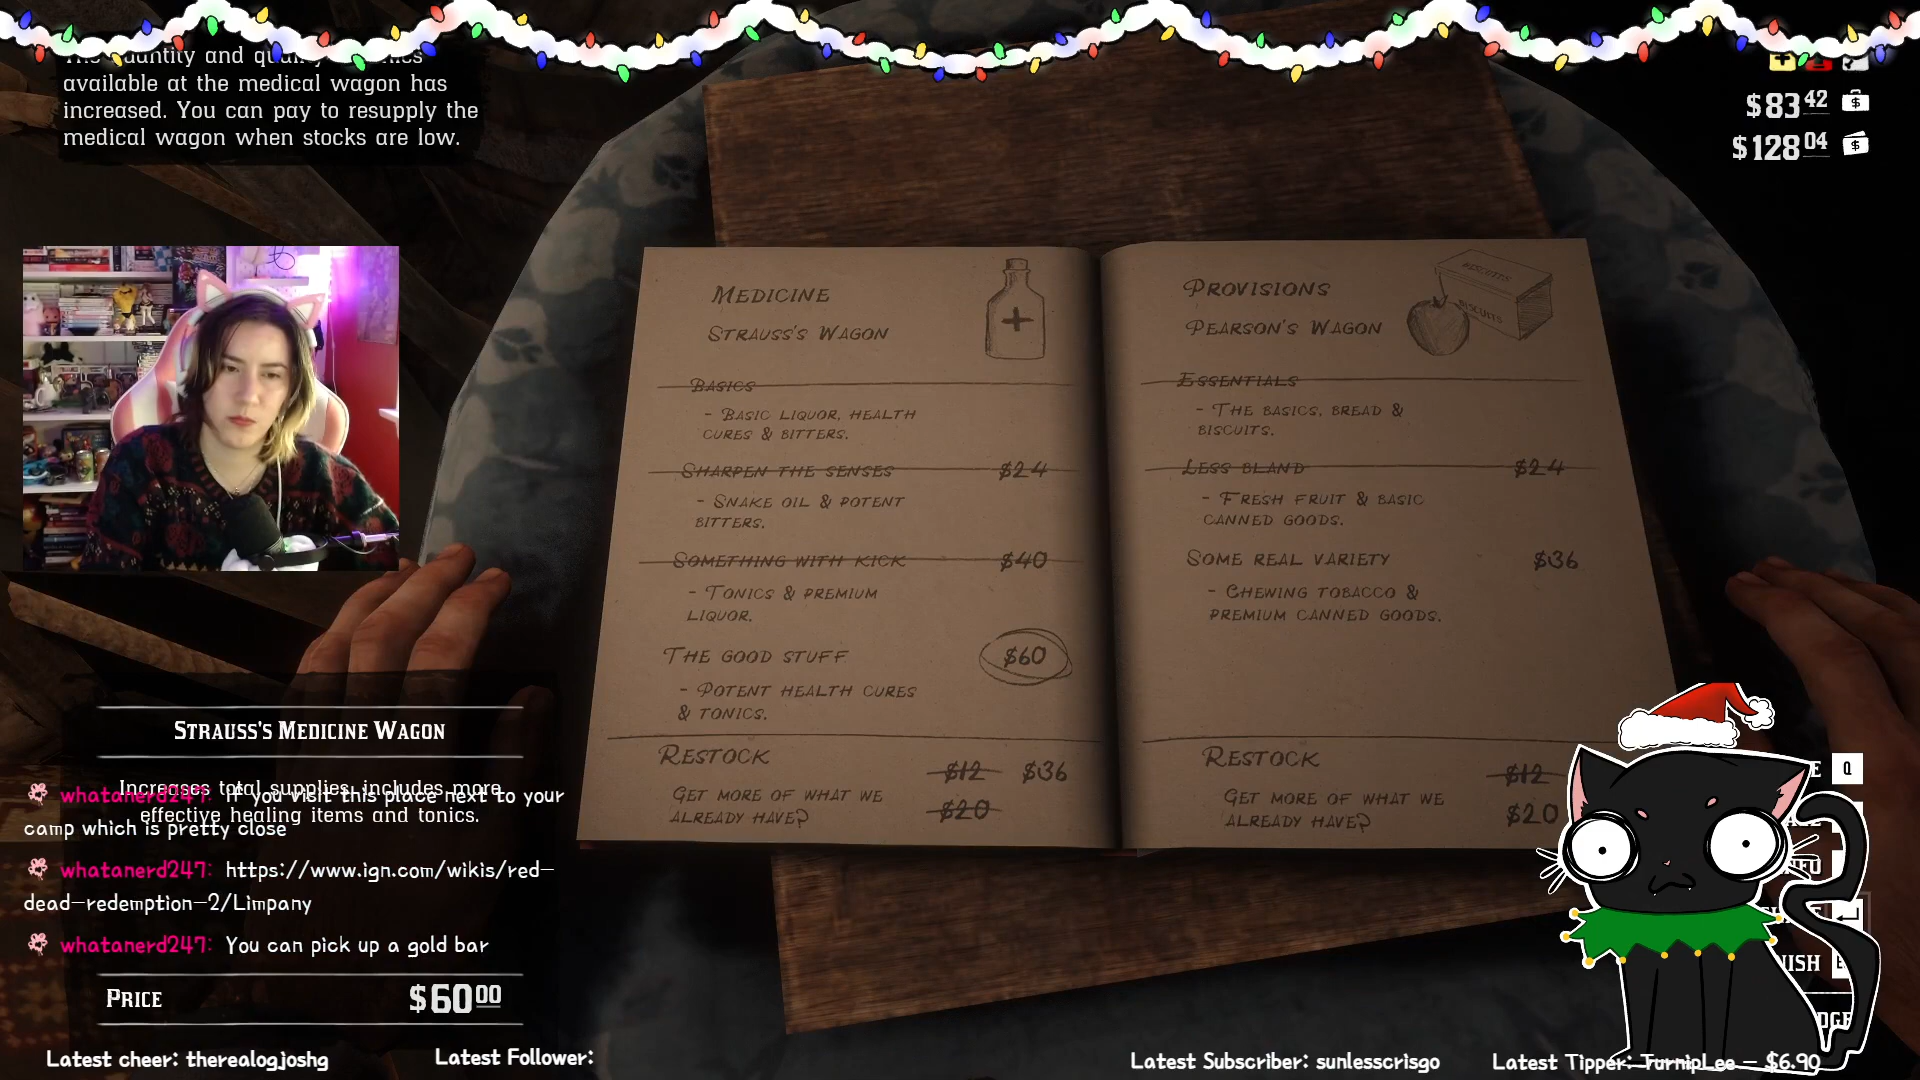 available at the medical wagon has
increased. You can pay to resupply the
medical wagon when stocks are low.
$83 42
$128 04
MEDICINE
STRAUSS'S WAGON
BASICS
- BASIC LIQUOR, HEALTH
CURES & BITTERS.
SHARPEN THE SENSES $24
- SNAKE OIL & POTENT
BITTERS.
SOMETHING WITH KICK $40
- TONICS & PREMIUM
LIQUOR.
THE GOOD STUFF $60
- POTENT HEALTH CURES
& TONICS.
RESTOCK $12 $36
GET MORE OF WHAT WE
ALREADY HAVE? $20
PROVISIONS
PEARSON'S WAGON
BISCUITS
BISCUITS
ESSENTIALS
- THE BASICS, BREAD &
BISCUITS.
LESS BLAND $24
- FRESH FRUIT & BASIC
CANNED GOODS.
SOME REAL VARIETY $36
- CHEWING TOBACCO &
PREMIUM CANNED GOODS.
RESTOCK $12
GET MORE OF WHAT WE
ALREADY HAVE? $20
STRAUSS'S MEDICINE WAGON
Increases total supplies, includes more
effective healing items and tonics.
whatanerd247: If you visit this place next to your
camp which is pretty close
whatanerd247: https://www.ign.com/wikis/red-
dead-redemption-2/Limpany
whatanerd247: You can pick up a gold bar
PRICE $60 00
Q
Latest cheer: therealogjoshg
Latest Follower:
Latest Subscriber: sunlesscrisgo
Latest Tipper: TurnipLee - $6.90